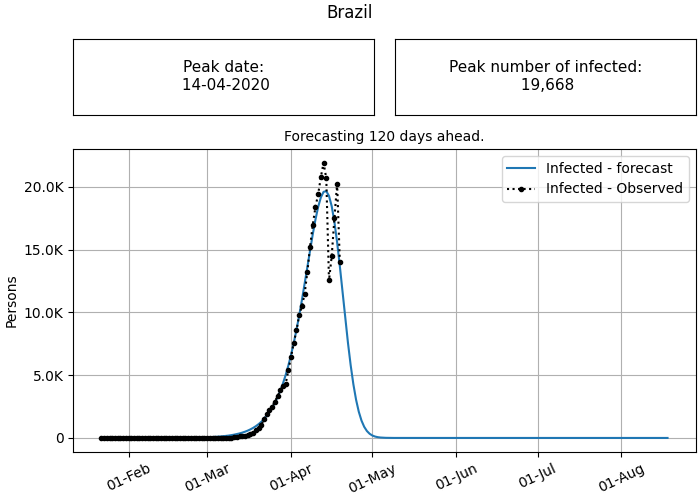 Brazil
Peak date:
14-04-2020
Peak number of infected:
19,668
Forecasting 120 days ahead.
Infected - forecast
Infected - Observed
Persons
20.0K
15.0K
10.0K
5.0K
0
01-Feb
01-Mar
01-Apr
01-May
01-Jun
01-Jul
01-Aug